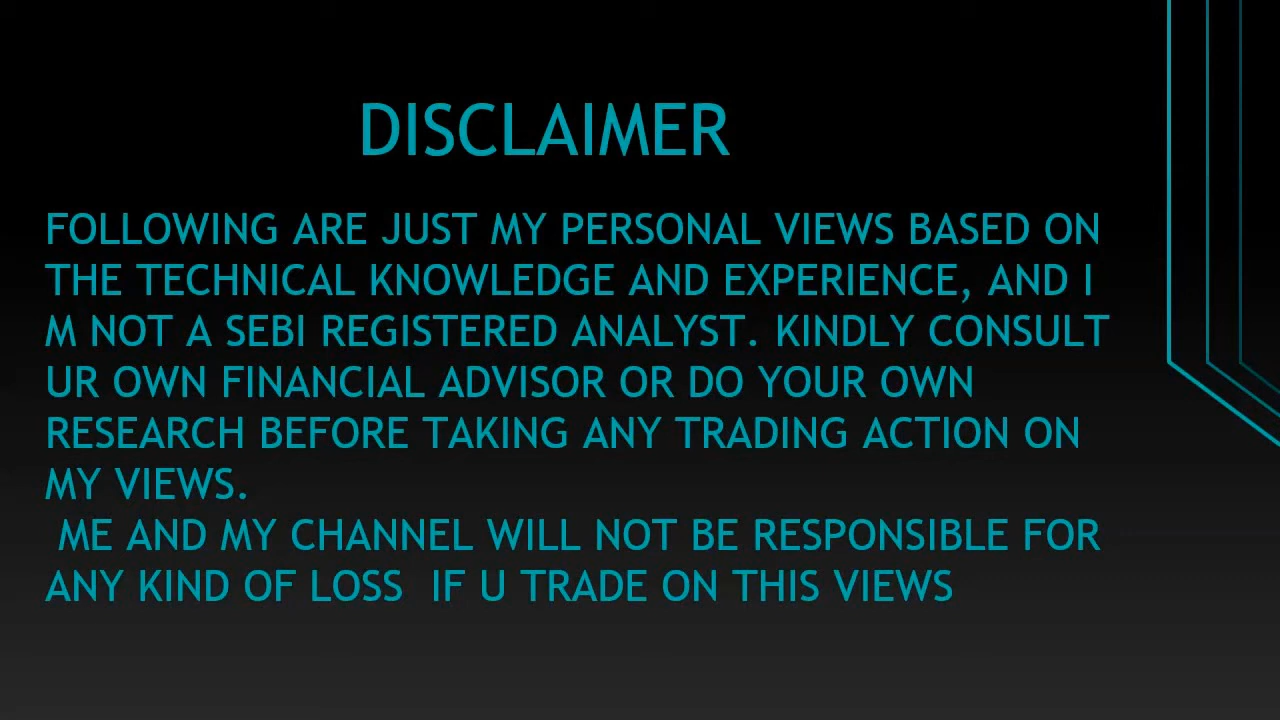 DISCLAIMER
FOLLOWING ARE JUST MY PERSONAL VIEWS BASED ON
THE TECHNICAL KNOWLEDGE AND EXPERIENCE, AND I
M NOT A SEBI REGISTERED ANALYST. KINDLY CONSULT
UR OWN FINANCIAL ADVISOR OR DO YOUR OWN
RESEARCH BEFORE TAKING ANY TRADING ACTION ON
MY VIEWS.
ME AND MY CHANNEL WILL NOT BE RESPONSIBLE FOR
ANY KIND OF LOSS  IF U TRADE ON THIS VIEWS